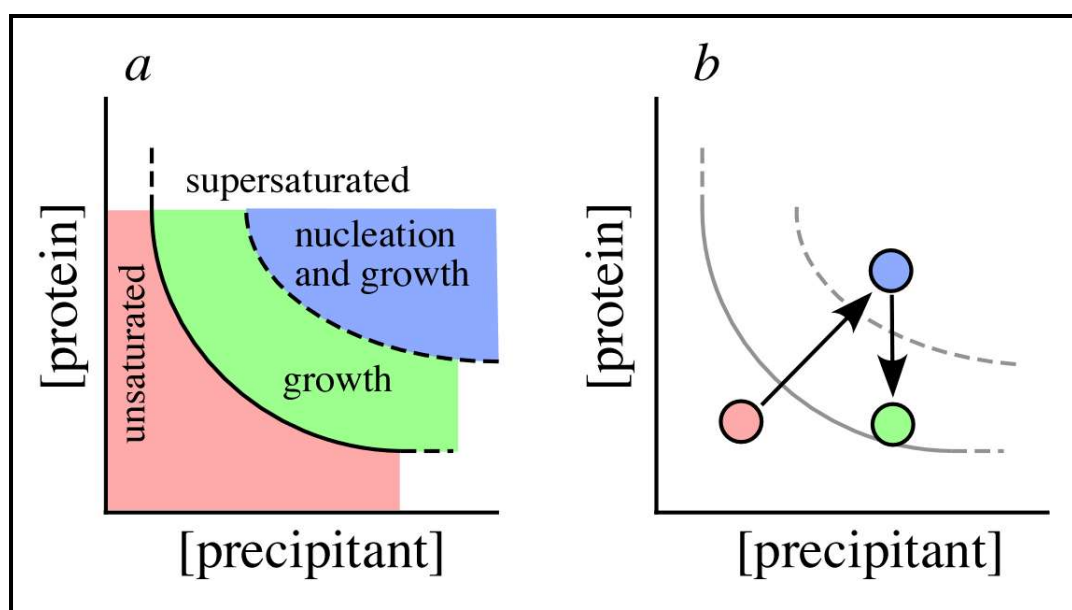 a
supersaturated
nucleation
and growth
growth
unsaturated
[protein]
[precipitant]
b
[protein]
[precipitant]